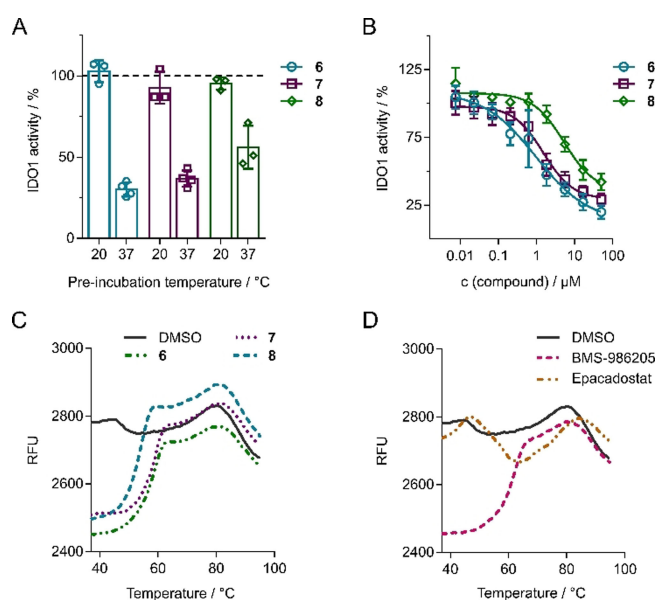 A
IDO1 activity / %
100
50
0
20
37
20
37
20
37
Pre-incubation temperature / °C
6
7
8
B
IDO1 activity / %
125
75
25
0.01
0.1
1
10
100
c (compound) / µM
6
7
8
C
DMSO
6
7
8
RFU
3000
2800
2600
2400
40
60
80
100
Temperature / °C
D
DMSO
BMS-986205
Epacadostat
RFU
3000
2800
2600
2400
40
60
80
100
Temperature / °C